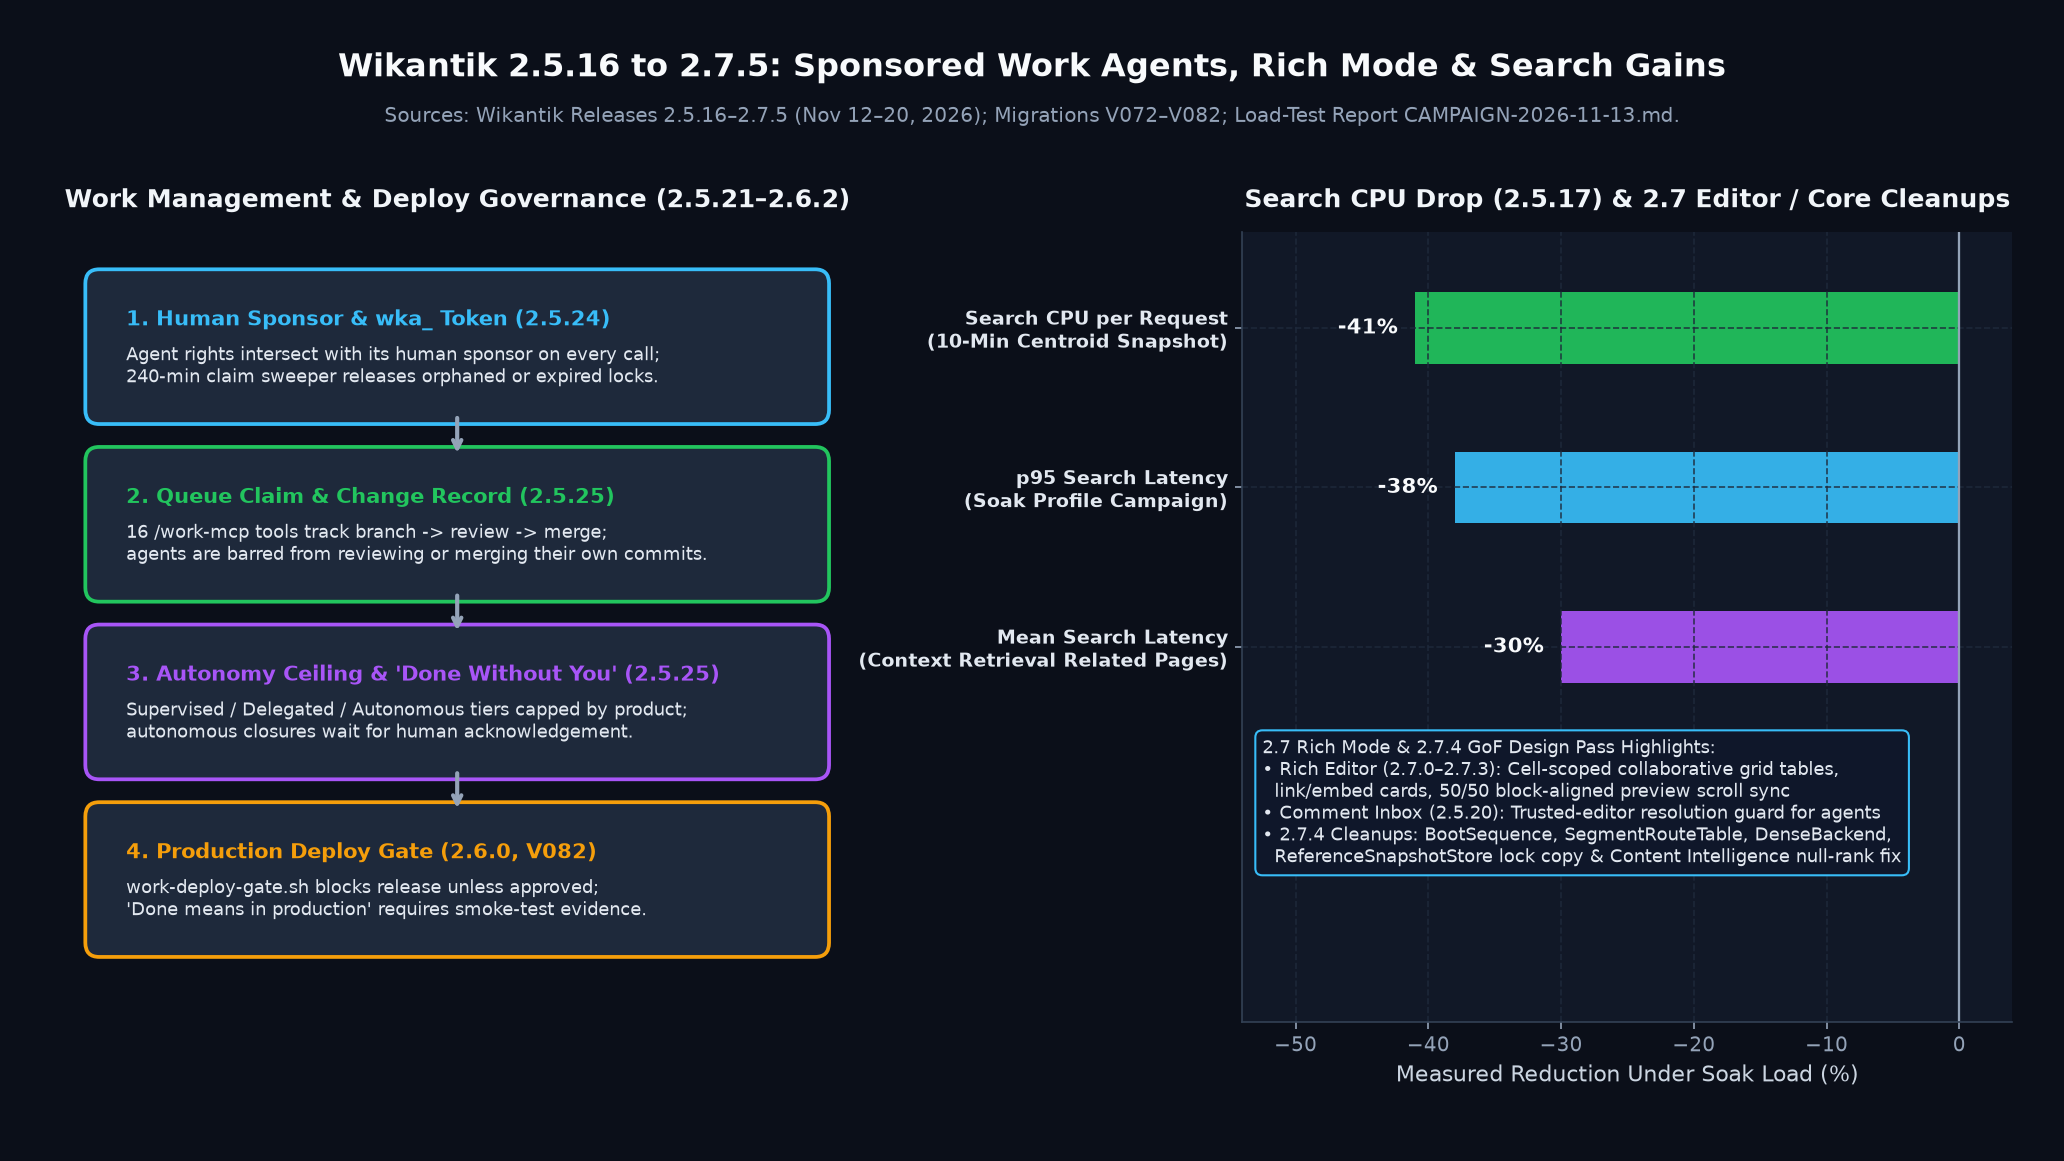 Wikantik 2.5.16 to 2.7.5: Sponsored Work Agents, Rich Mode & Search Gains
Sources: Wikantik Releases 2.5.16–2.7.5 (Nov 12–20, 2026); Migrations V072–V082; Load-Test Report CAMPAIGN-2026-11-13.md.
Work Management & Deploy Governance (2.5.21–2.6.2)
1. Human Sponsor & wka_ Token (2.5.24)
Agent rights intersect with its human sponsor on every call;
240-min claim sweeper releases orphaned or expired locks.
2. Queue Claim & Change Record (2.5.25)
16 /work-mcp tools track branch -> review -> merge;
agents are barred from reviewing or merging their own commits.
3. Autonomy Ceiling & 'Done Without You' (2.5.25)
Supervised / Delegated / Autonomous tiers capped by product;
autonomous closures wait for human acknowledgement.
4. Production Deploy Gate (2.6.0, V082)
work-deploy-gate.sh blocks release unless approved;
'Done means in production' requires smoke-test evidence.
Search CPU Drop (2.5.17) & 2.7 Editor / Core Cleanups
Search CPU per Request
(10-Min Centroid Snapshot)
-41%
p95 Search Latency
(Soak Profile Campaign)
-38%
Mean Search Latency
(Context Retrieval Related Pages)
-30%
2.7 Rich Mode & 2.7.4 GoF Design Pass Highlights:
• Rich Editor (2.7.0–2.7.3): Cell-scoped collaborative grid tables,
link/embed cards, 50/50 block-aligned preview scroll sync
• Comment Inbox (2.5.20): Trusted-editor resolution guard for agents
• 2.7.4 Cleanups: BootSequence, SegmentRouteTable, DenseBackend,
ReferenceSnapshotStore lock copy & Content Intelligence null-rank fix
−50 −40 −30 −20 −10 0
Measured Reduction Under Soak Load (%)